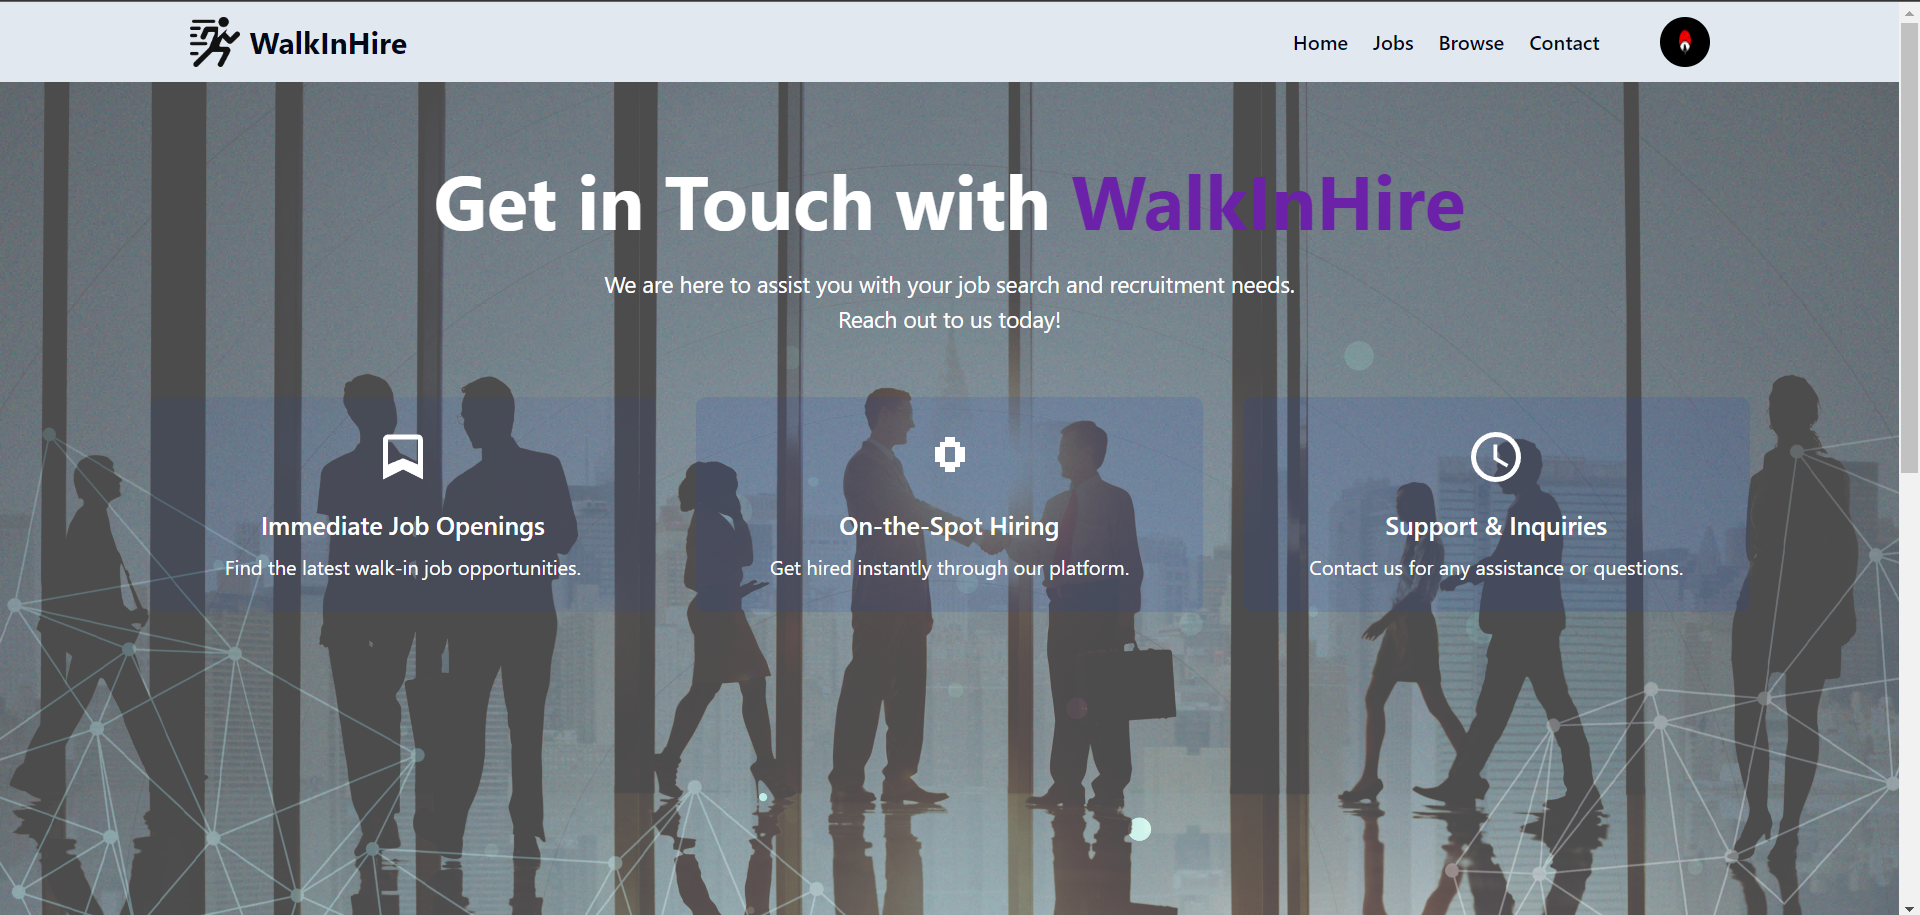 WalkInHire
Home Jobs Browse Contact
Get in Touch with WalkInHire
We are here to assist you with your job search and recruitment needs.
Reach out to us today!
Immediate Job Openings
Find the latest walk-in job opportunities.
On-the-Spot Hiring
Get hired instantly through our platform.
Support & Inquiries
Contact us for any assistance or questions.